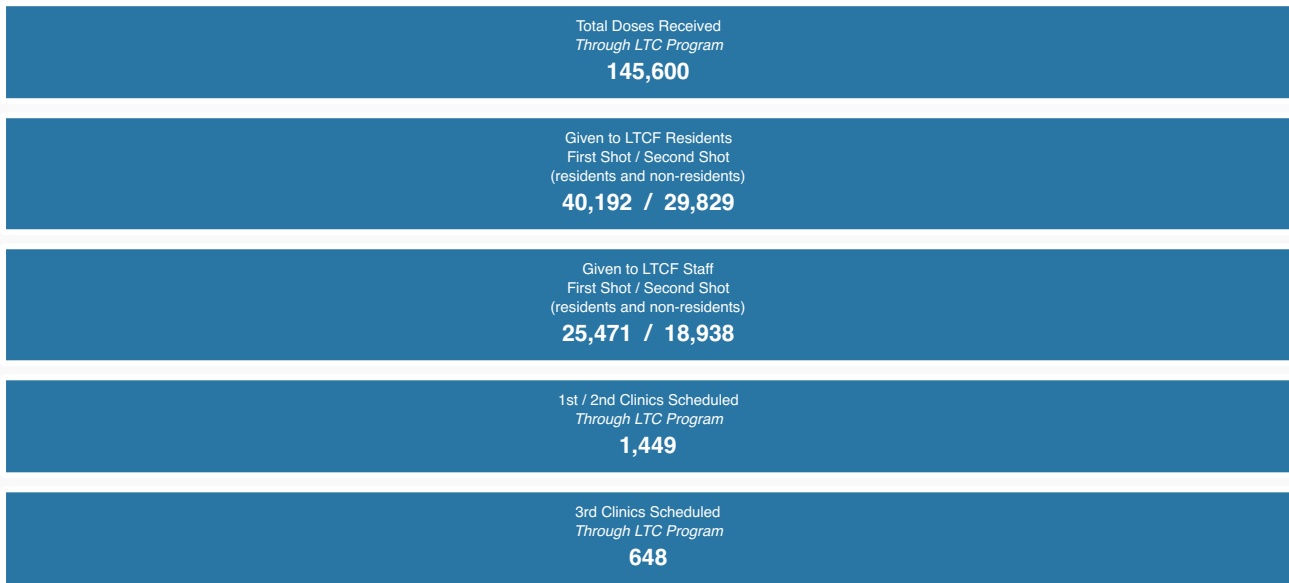 Total Doses Received
Through LTC Program
145,600
Given to LTCF Residents
First Shot / Second Shot
(residents and non-residents)
40,192 / 29,829
Given to LTCF Staff
First Shot / Second Shot
(residents and non-residents)
25,471 / 18,938
1st / 2nd Clinics Scheduled
Through LTC Program
1,449
3rd Clinics Scheduled
Through LTC Program
648